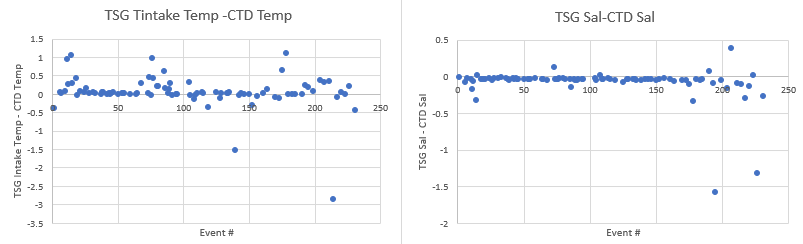 TSG Tintake Temp -CTD Temp
TSG Intake Temp - CTD Temp
1.5
1
0.5
0
-0.5
-1
-1.5
-2
-2.5
-3
-3.5
0 50 100 150 200 250
Event #
TSG Sal-CTD Sal
TSG Sal - CTD Sal
0.5
0
-0.5
-1
-1.5
-2
0 50 100 150 200 250
Event #